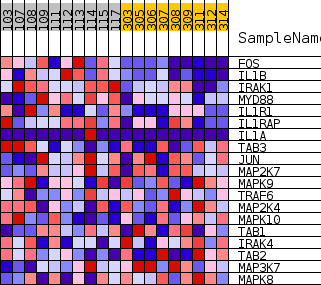 108 107 108 109 111 112 113 114 115 117 303 305 306 307 308 309 311 312 314
SampleName
FOS
IL1B
IRAK1
MYD88
IL1R1
IL1RAP
IL1A
TAB3
JUN
MAP2K7
MAPK9
TRAF6
MAP2K4
MAPK10
TAB1
IRAK4
TAB2
MAP3K7
MAPK8